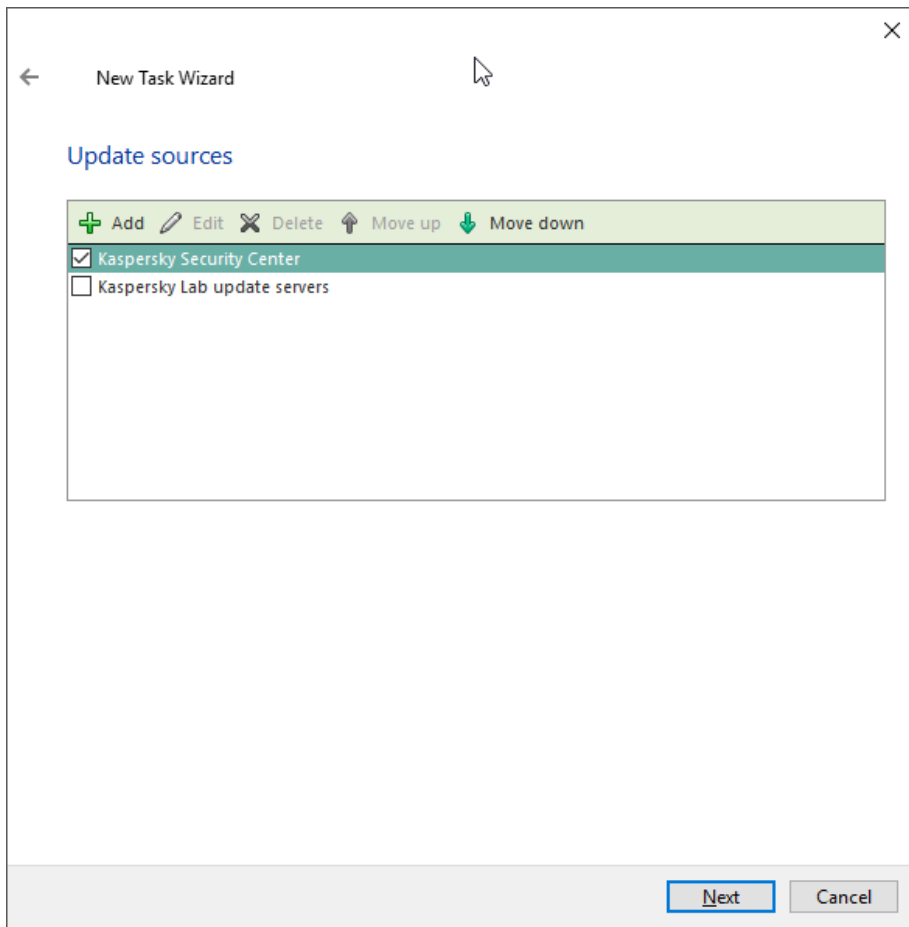 New Task Wizard
Update sources
Add Edit Delete Move up Move down
Kaspersky Security Center
Kaspersky Lab update servers
Next Cancel